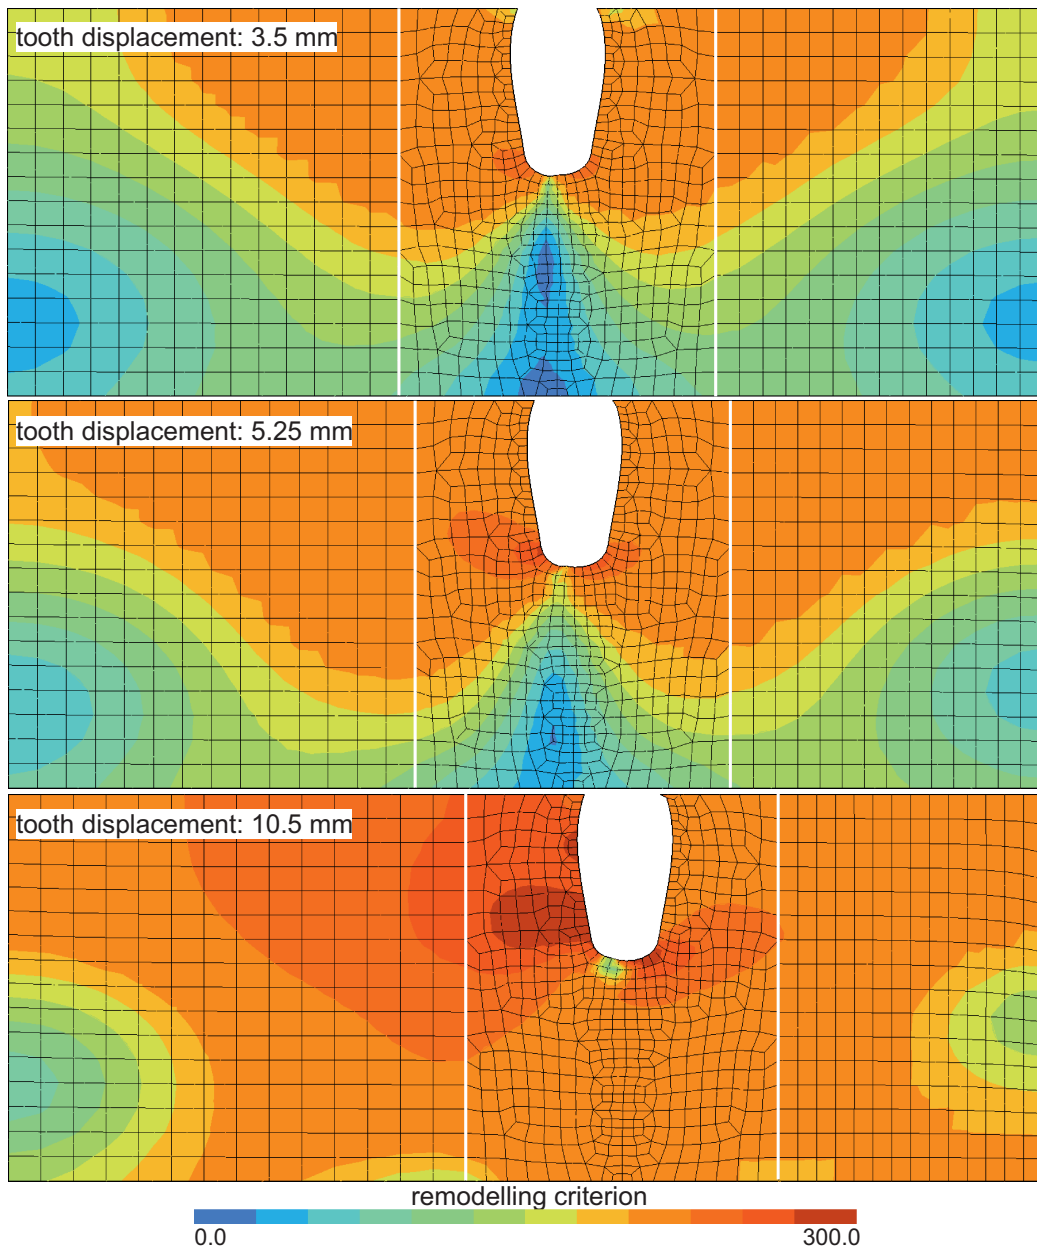 tooth displacement: 3.5 mm
tooth displacement: 5.25 mm
tooth displacement: 10.5 mm
remodelling criterion
0.0 300.0